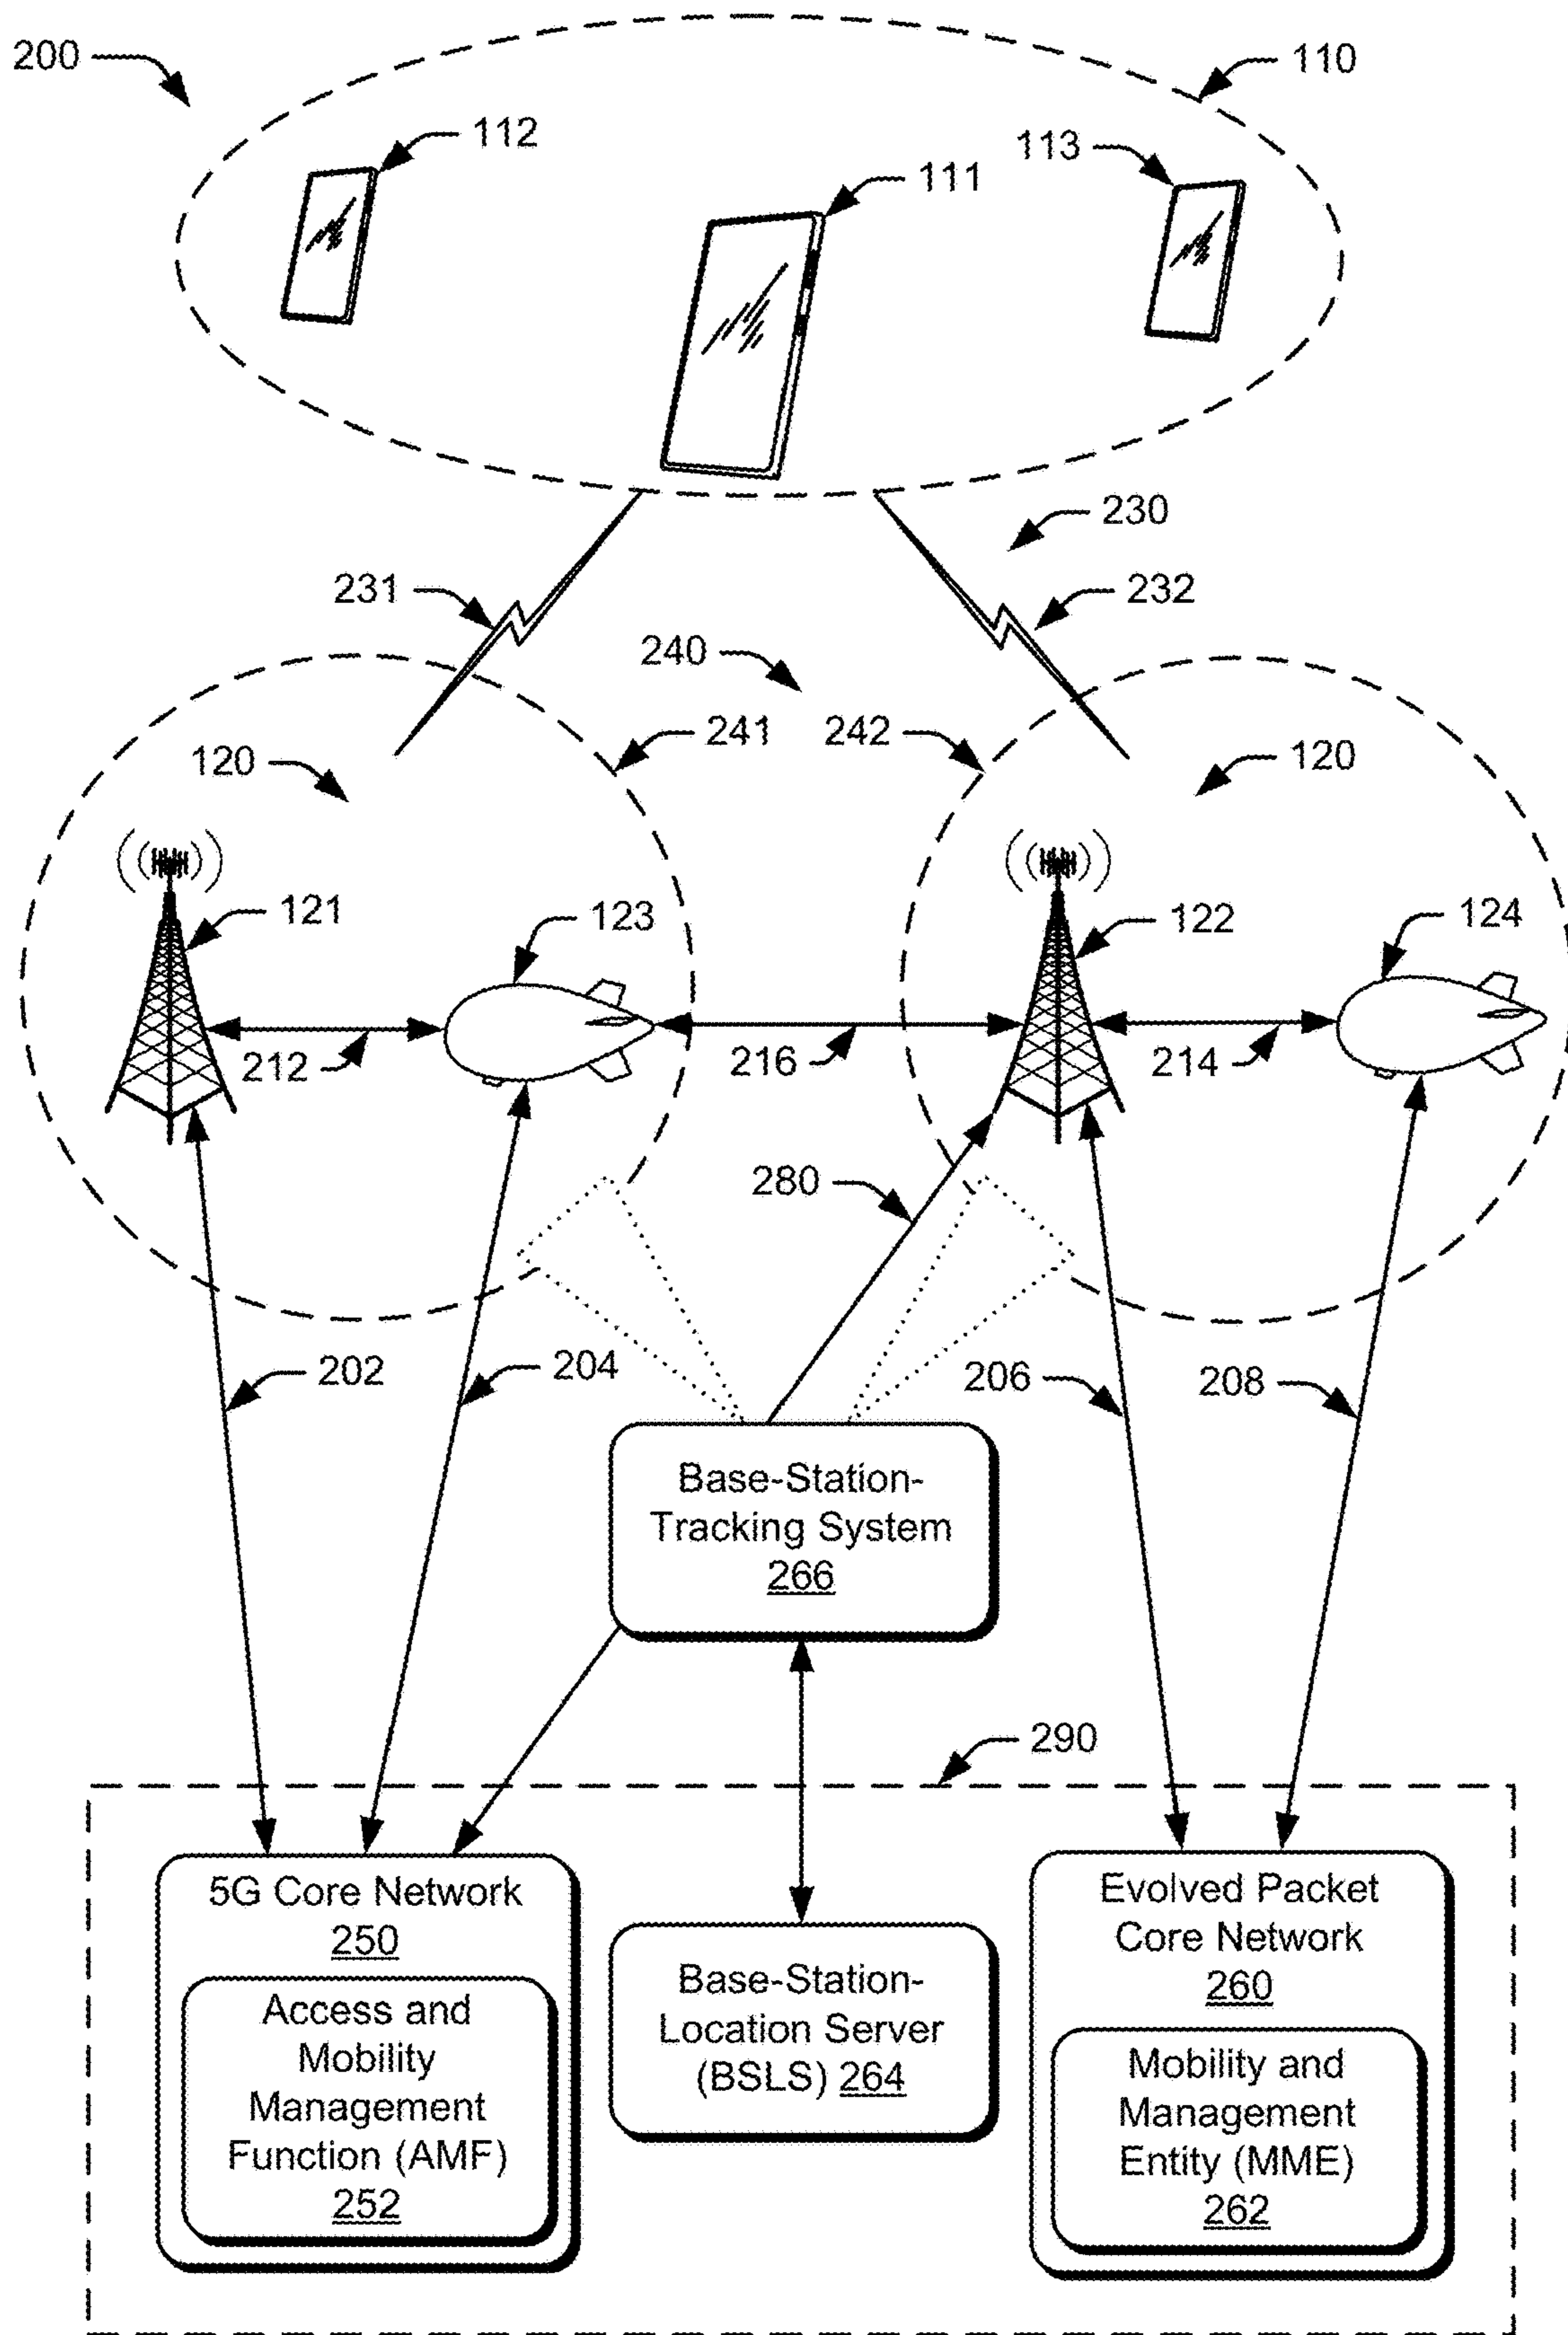 200
110
112
111
113
230
231
232
240
241
242
120
120
121
123
122
124
212
216
214
280
202
204
206
208
Base-Station-
Tracking System
266
290
5G Core Network
250
Access and
Mobility
Management
Function (AMF)
252
Base-Station-
Location Server
(BSLS) 264
Evolved Packet
Core Network
260
Mobility and
Management
Entity (MME)
262